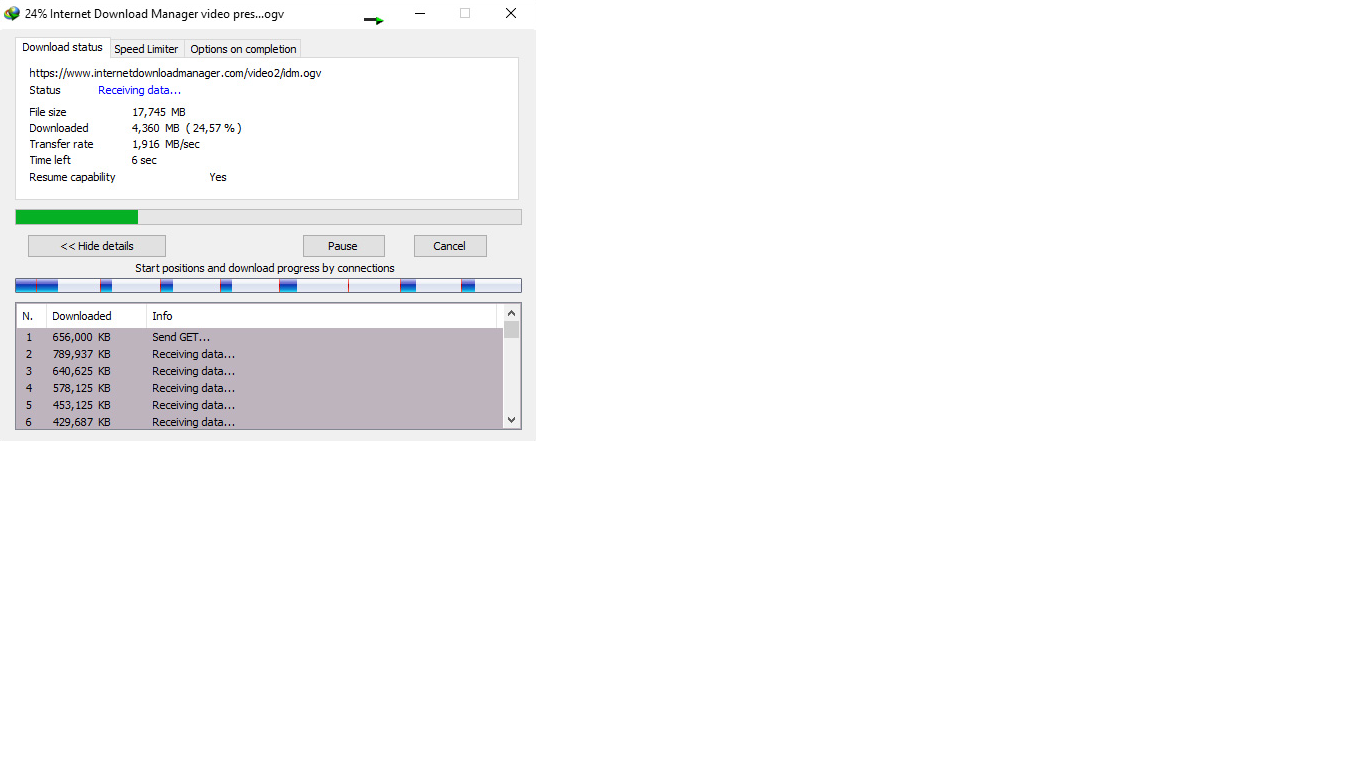 24% Internet Download Manager video pres...ogv
Download status Speed Limiter Options on completion
https://www.internetdownloadmanager.com/video2/idm.ogv
Status Receiving data...
File size 17,745 MB
Downloaded 4,360 MB ( 24,57 % )
Transfer rate 1,916 MB/sec
Time left 6 sec
Resume capability Yes
<< Hide details Pause Cancel
Start positions and download progress by connections
N. Downloaded Info
1 656,000 KB Send GET...
2 789,937 KB Receiving data...
3 640,625 KB Receiving data...
4 578,125 KB Receiving data...
5 453,125 KB Receiving data...
6 429,687 KB Receiving data...